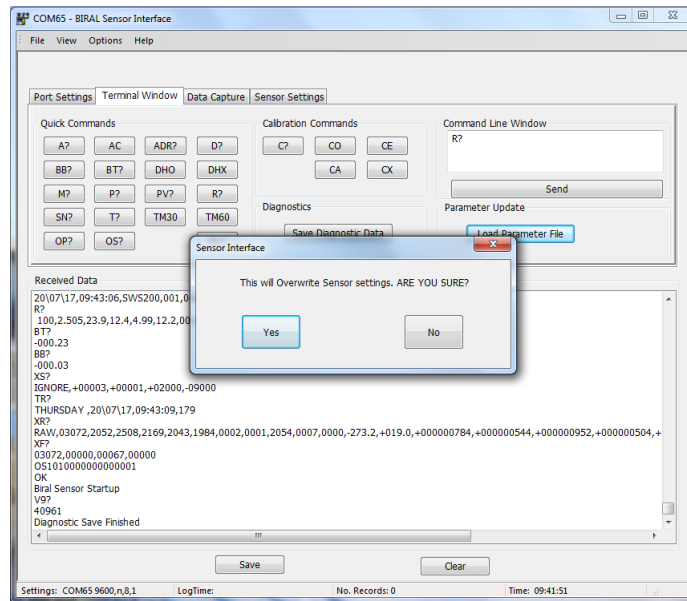 COM65 - BIRAL Sensor Interface
File View Options Help
Port Settings Terminal Window Data Capture Sensor Settings
Quick Commands
A? AC ADR? D?
BB? BT? DHO DHX
M? P? PV? R?
SN? T? TM30 TM60
OP? OS?
Calibration Commands
C? CO CE
CA CX
Diagnostics
Save Diagnostic Data
Command Line Window
R?
Send
Parameter Update
Load Parameter File
Sensor Interface
This will Overwrite Sensor settings. ARE YOU SURE?
Yes No
Received Data
20\07\17,09:43:06,SWS200,001,0
R?
100,2.505,23.9,12.4,4.99,12.2,00
BT?
-000.23
BB?
-000.03
XS?
IGNORE,+00003,+00001,+02000,-09000
TR?
THURSDAY ,20\07\17,09:43:09,179
XR?
RAW,03072,2052,2508,2169,2043,1984,0002,0001,2054,0007,0000,-273.2,+019.0,+000000784,+000000544,+000000952,+000000504,+
XF?
03072,00000,00067,00000
OS1010000000000001
OK
Biral Sensor Startup
V9?
40961
Diagnostic Save Finished
Save Clear
Settings: COM65 9600,n,8,1 LogTime: No. Records: 0 Time: 09:41:51